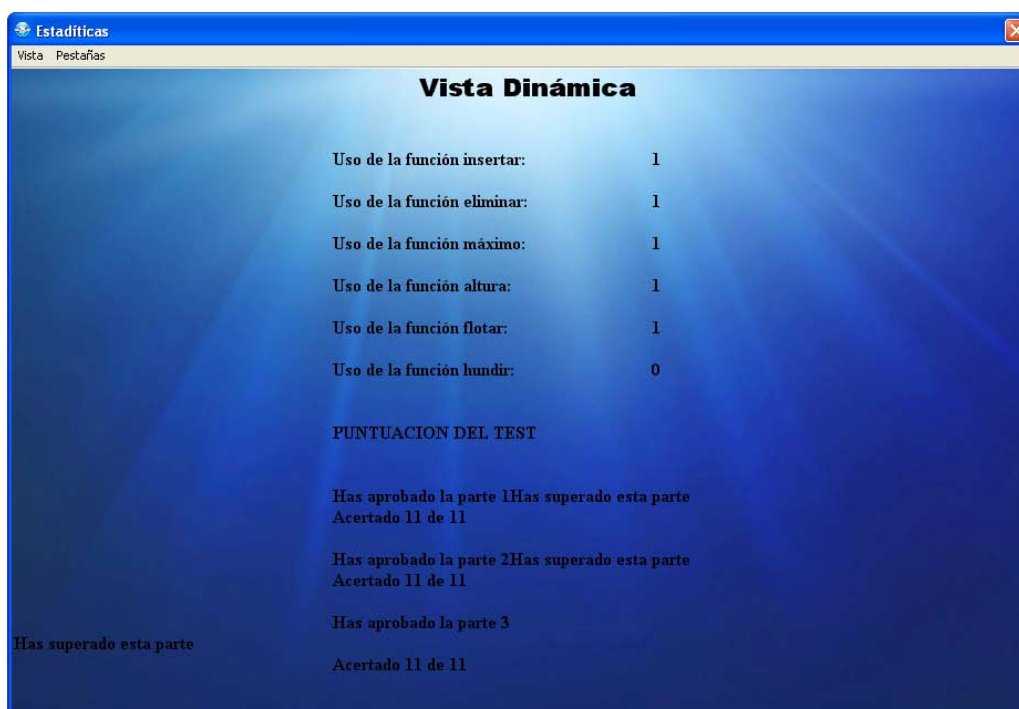 Estadíticas
Vista Pestañas
Vista Dinámica
Uso de la función insertar: 1
Uso de la función eliminar: 1
Uso de la función máximo: 1
Uso de la función altura: 1
Uso de la función flotar: 1
Uso de la función hundir: 0
PUNTUACION DEL TEST
Has aprobado la parte 1Has superado esta parte
Acertado 11 de 11
Has aprobado la parte 2Has superado esta parte
Acertado 11 de 11
Has aprobado la parte 3
Has superado esta parte
Acertado 11 de 11